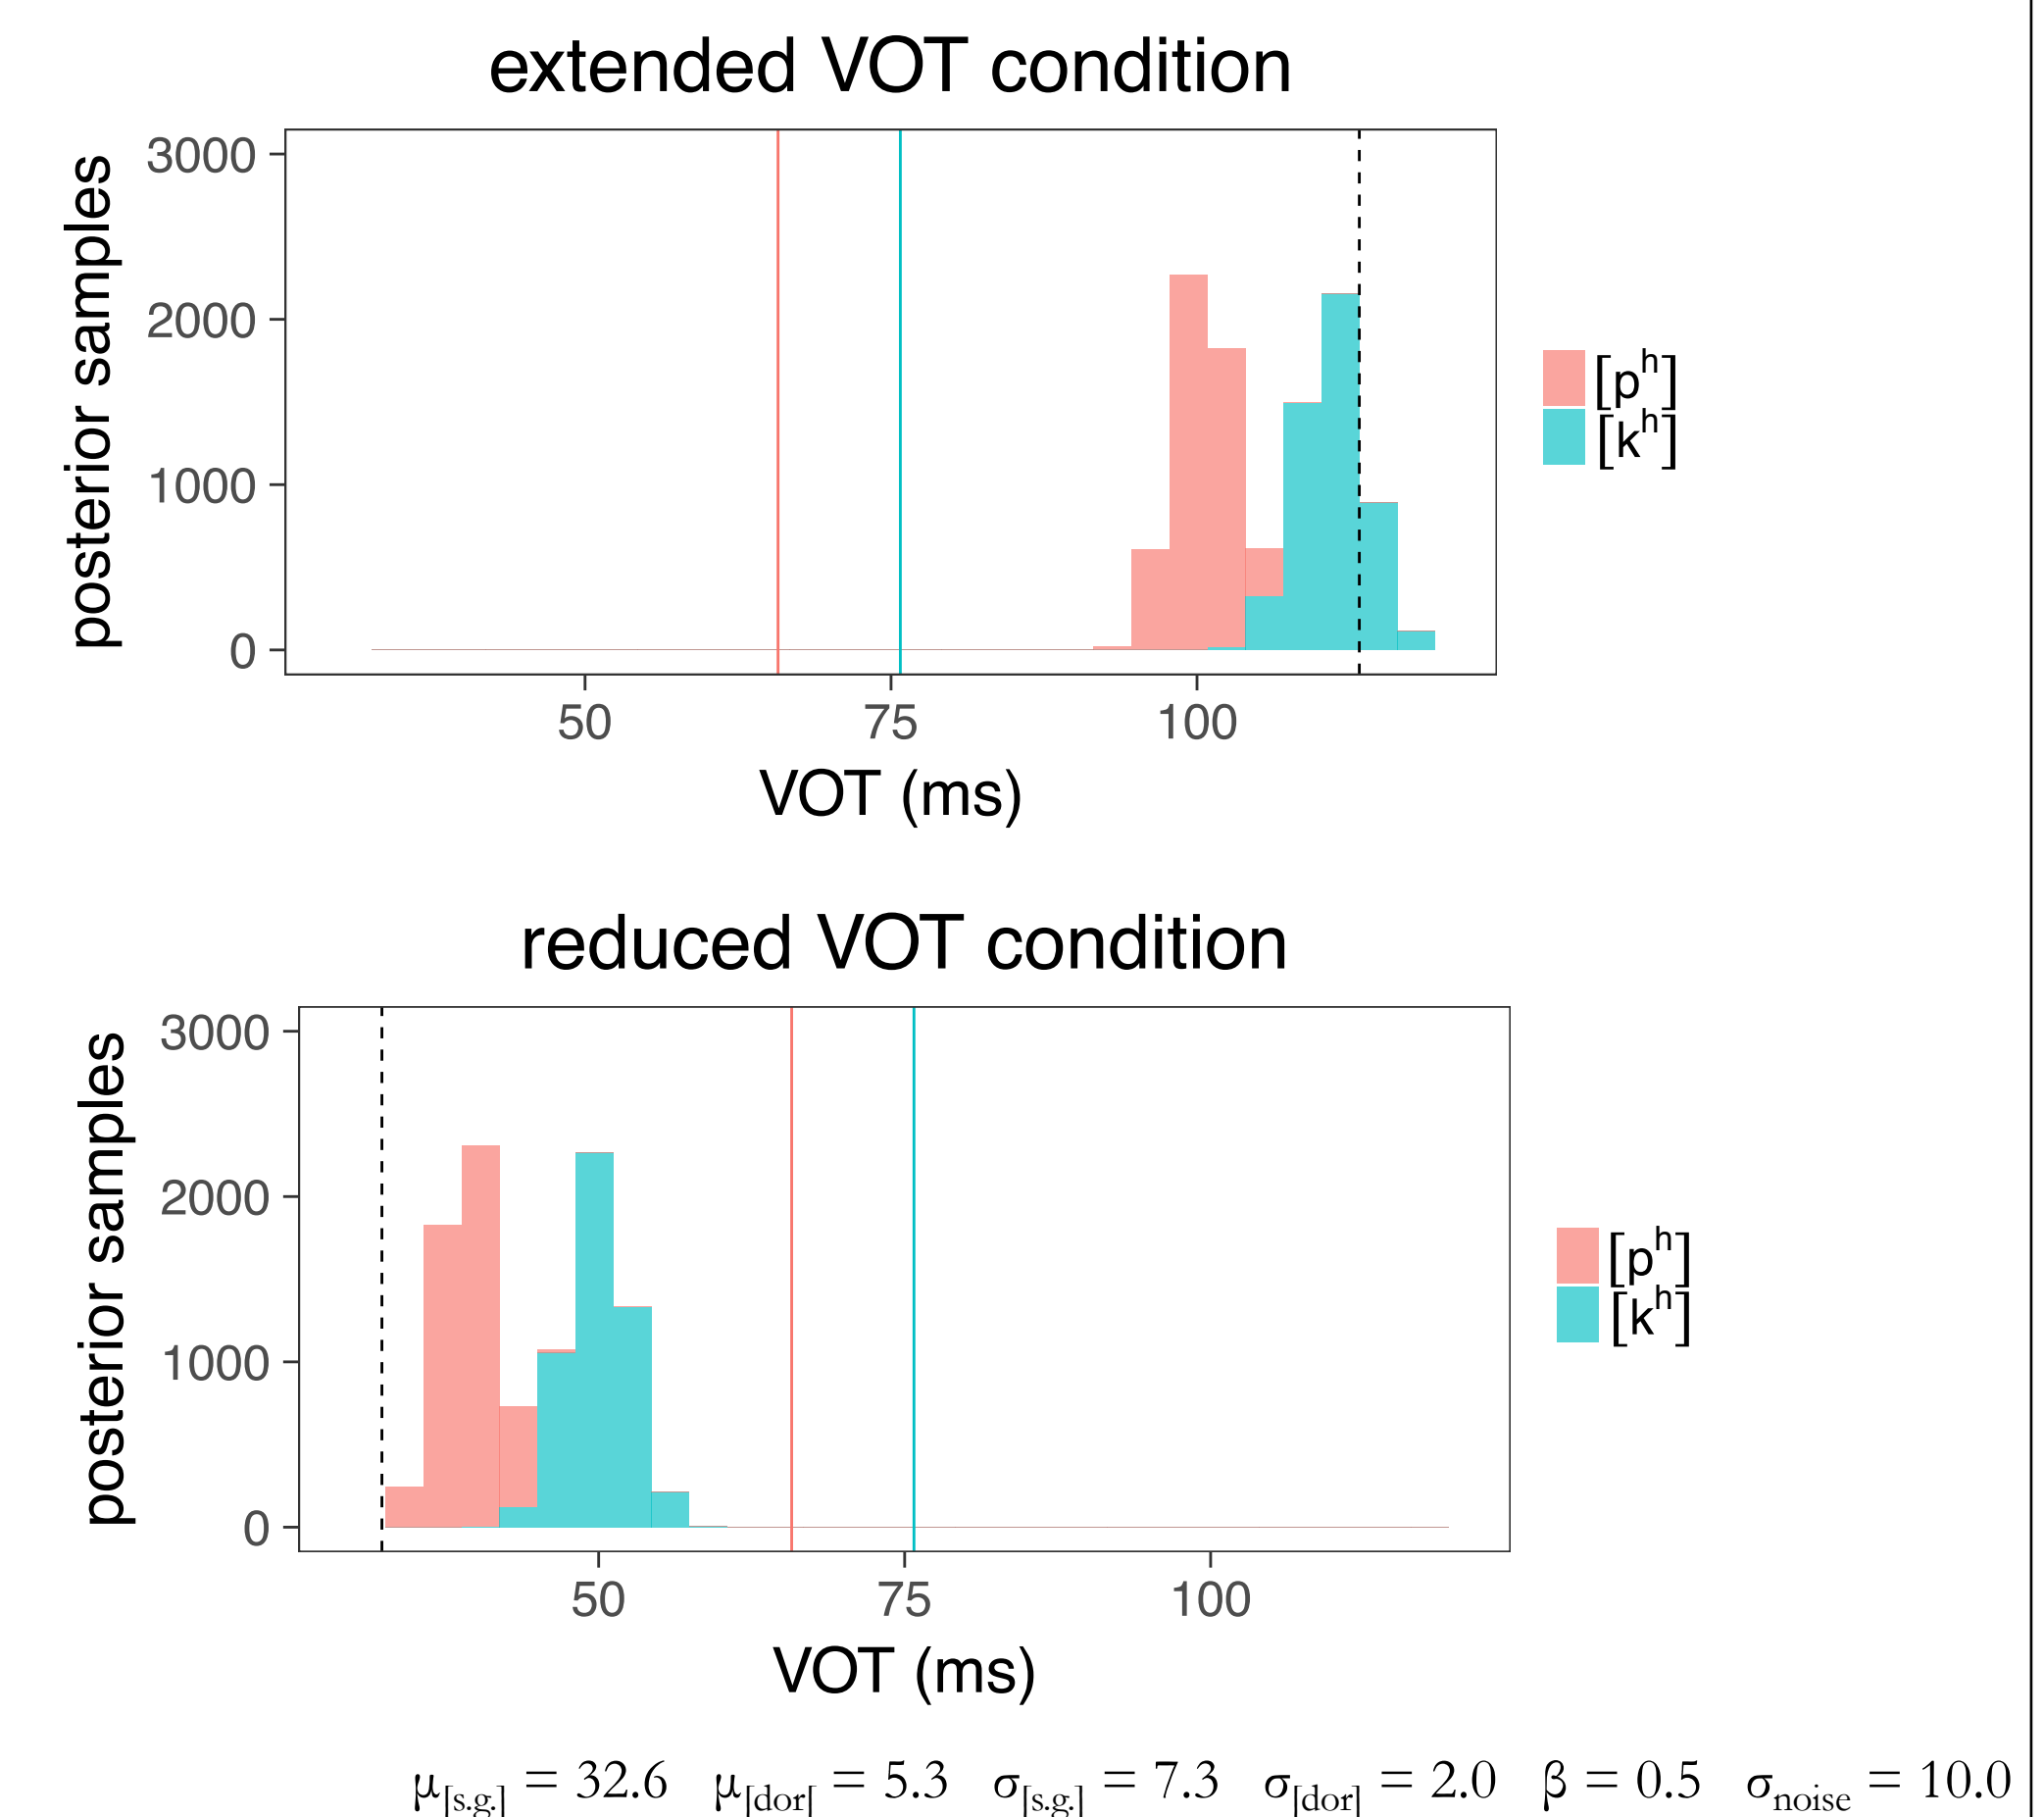 extended VOT condition
posterior samples
3000
2000
1000
0
50 75 100
VOT (ms)
[pʰ]
[kʰ]
reduced VOT condition
posterior samples
3000
2000
1000
0
50 75 100
VOT (ms)
[pʰ]
[kʰ]
μ[s.g.] = 32.6 μ[dor[ = 5.3 σ[s.g.] = 7.3 σ[dor] = 2.0 β = 0.5 σnoise = 10.0